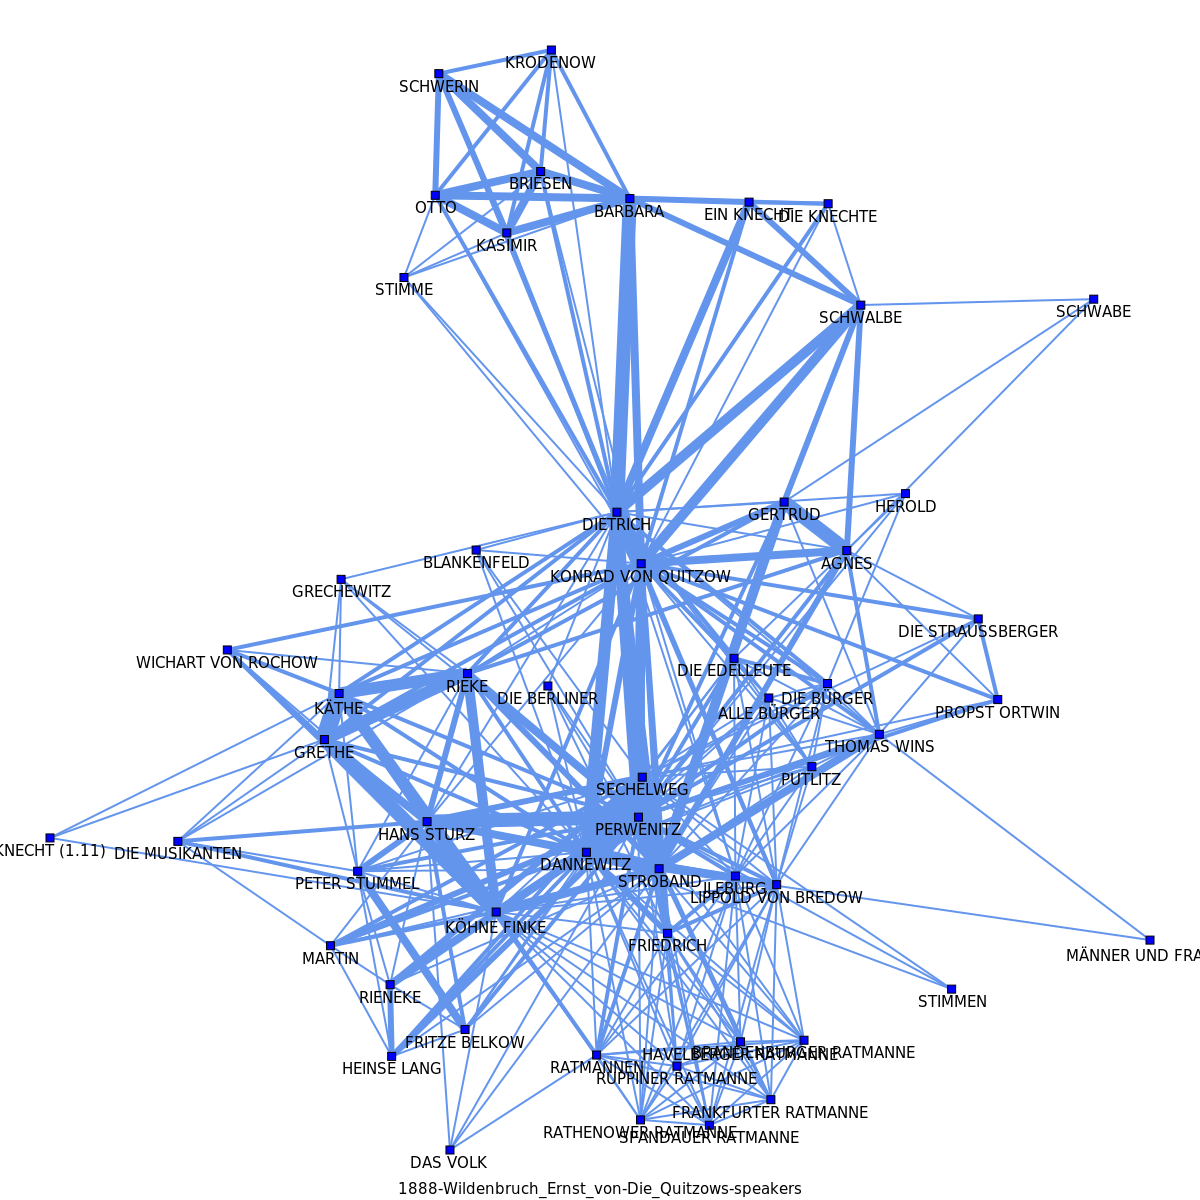 KRODENOW
SCHWERIN
BRIESEN
OTTO
BARBARA
EIN KNECHT
DIE KNECHTE
KASIMIR
STIMME
SCHWABE
SCHWALBE
HEROLD
GERTRUD
DIETRICH
BLANKENFELD
AGNES
KONRAD VON QUITZOW
GRECHEWITZ
DIE STRAUSSBERGER
WICHART VON ROCHOW
DIE EDELLEUTE
RIEKE
DIE BERLINER
DIE BÜRGER
KÄTHE
ALLE BÜRGER
PROPST ORTWIN
THOMAS WINS
GRETHE
PUTLITZ
SECHELWEG
PERWENITZ
HANS STURZ
KNECHT (1.11)
DIE MUSIKANTEN
DANNEWITZ
STROBAND
PETER STUMMEL
ILEBURG
LIPPOLD VON BREDOW
KÖHNE FINKE
FRIEDRICH
MARTIN
MÄNNER UND FRA
RIENEKE
STIMMEN
FRITZE BELKOW
HAVELBERGER RATMANNE
BRANDENBURGER RATMANNE
HEINSE LANG
RATMANNEN
RUPPINER RATMANNE
FRANKFURTER RATMANNE
RATHENOWER RATMANNE
SPANDAUER RATMANNE
DAS VOLK
1888-Wildenbruch_Ernst_von-Die_Quitzows-speakers